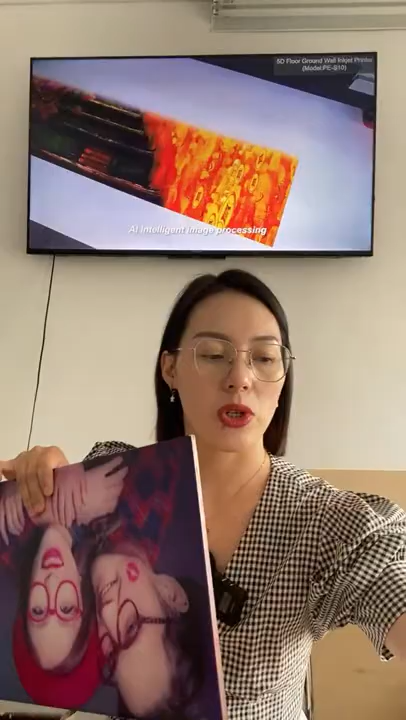 5D Floor Ground Wall Inkjet Printer
(Model:PE-S10)
AI intelligent image processing